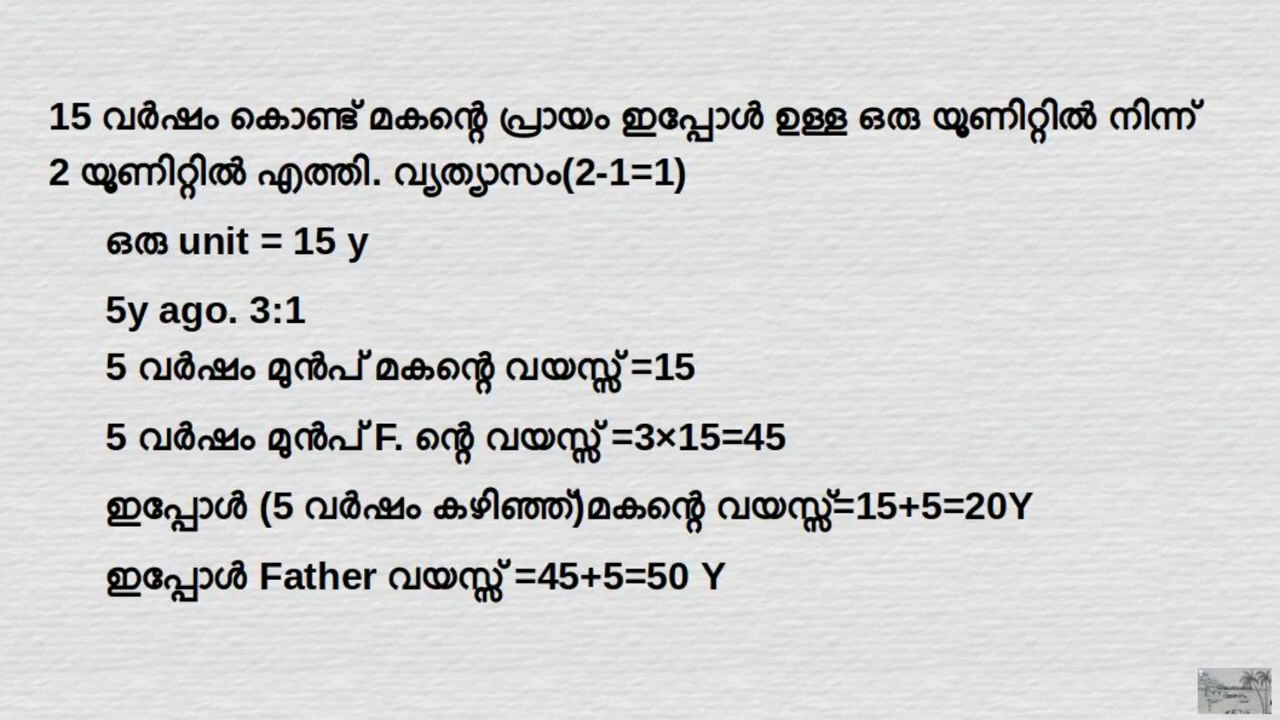 15 വർഷം കൊണ്ട് മകന്റെ പ്രായം ഇപ്പോൾ ഉള്ള ഒരു യൂണിറ്റിൽ നിന്ന്
2 യൂണിറ്റിൽ എത്തി. വ്യത്യാസം(2-1=1)
ഒരു unit = 15 y
5y ago. 3:1
5 വർഷം മുൻപ് മകന്റെ വയസ്സ് =15
5 വർഷം മുൻപ് F. ന്റെ വയസ്സ് =3×15=45
ഇപ്പോൾ (5 വർഷം കഴിഞ്ഞ്)മകന്റെ വയസ്സ്=15+5=20Y
ഇപ്പോൾ Father വയസ്സ് =45+5=50 Y